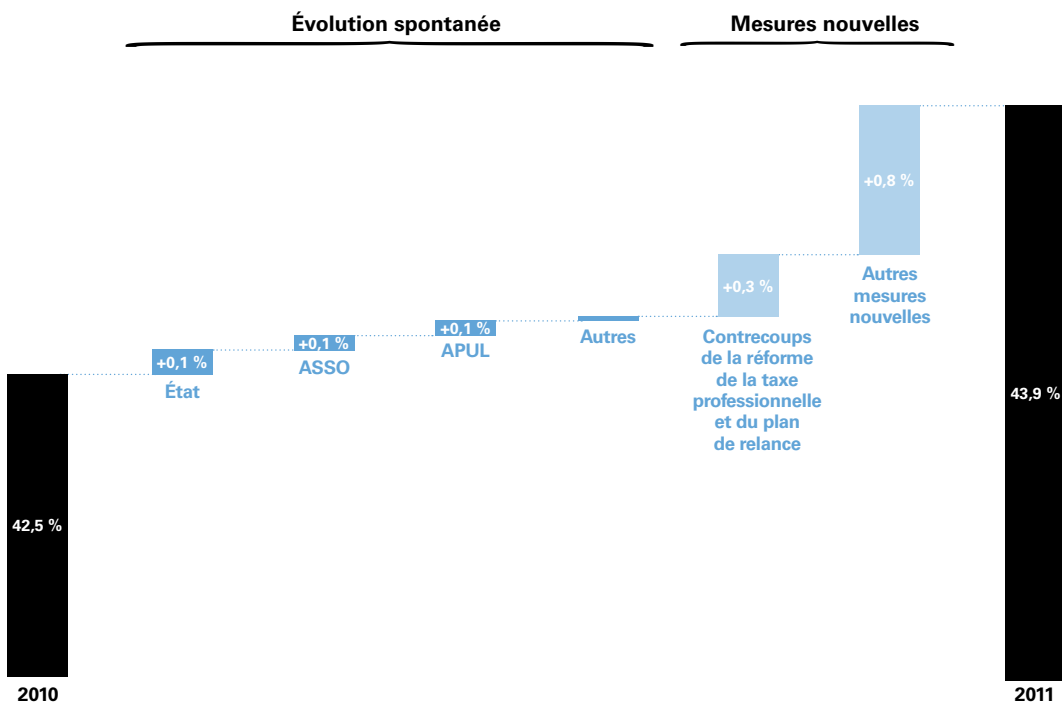 Évolution spontanée
Mesures nouvelles
42,5 %
2010
+0,1 %
État
+0,1 %
ASSO
+0,1 %
APUL
Autres
+0,3 %
Contrecoups
de la réforme
de la taxe
professionnelle
et du plan
de relance
+0,8 %
Autres
mesures
nouvelles
43,9 %
2011